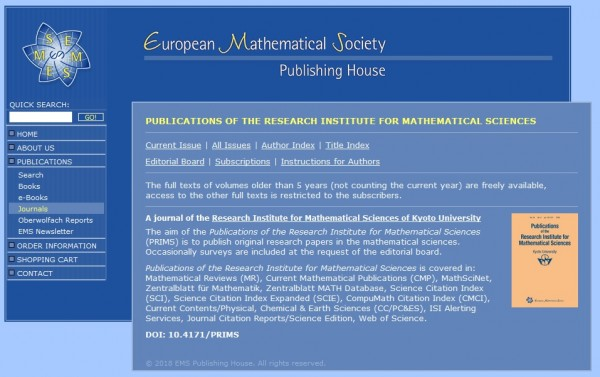 S E M M E S
European Mathematical Society
Publishing House
QUICK SEARCH:
GO!
HOME
ABOUT US
PUBLICATIONS
Search
Books
e-Books
Journals
Oberwolfach Reports
EMS Newsletter
ORDER INFORMATION
SHOPPING CART
CONTACT
PUBLICATIONS OF THE RESEARCH INSTITUTE FOR MATHEMATICAL SCIENCES
Current Issue | All Issues | Author Index | Title Index
Editorial Board | Subscriptions | Instructions for Authors
The full texts of volumes older than 5 years (not counting the current year) are freely available,
access to the other full texts is restricted to the subscribers.
A journal of the Research Institute for Mathematical Sciences of Kyoto University
The aim of the Publications of the Research Institute for Mathematical Sciences
(PRIMS) is to publish original research papers in the mathematical sciences.
Occasionally surveys are included at the request of the editorial board.
Publications of the Research Institute for Mathematical Sciences is covered in:
Mathematical Reviews (MR), Current Mathematical Publications (CMP), MathSciNet,
Zentralblatt für Mathematik, Zentralblatt MATH Database, Science Citation Index
(SCI), Science Citation Index Expanded (SCIE), CompuMath Citation Index (CMCI),
Current Contents/Physical, Chemical & Earth Sciences (CC/PC&ES), ISI Alerting
Services, Journal Citation Reports/Science Edition, Web of Science.
DOI: 10.4171/PRIMS
Publications
of the
Research Institute for
Mathematical Sciences
Kyoto University
© 2018 EMS Publishing House. All rights reserved.